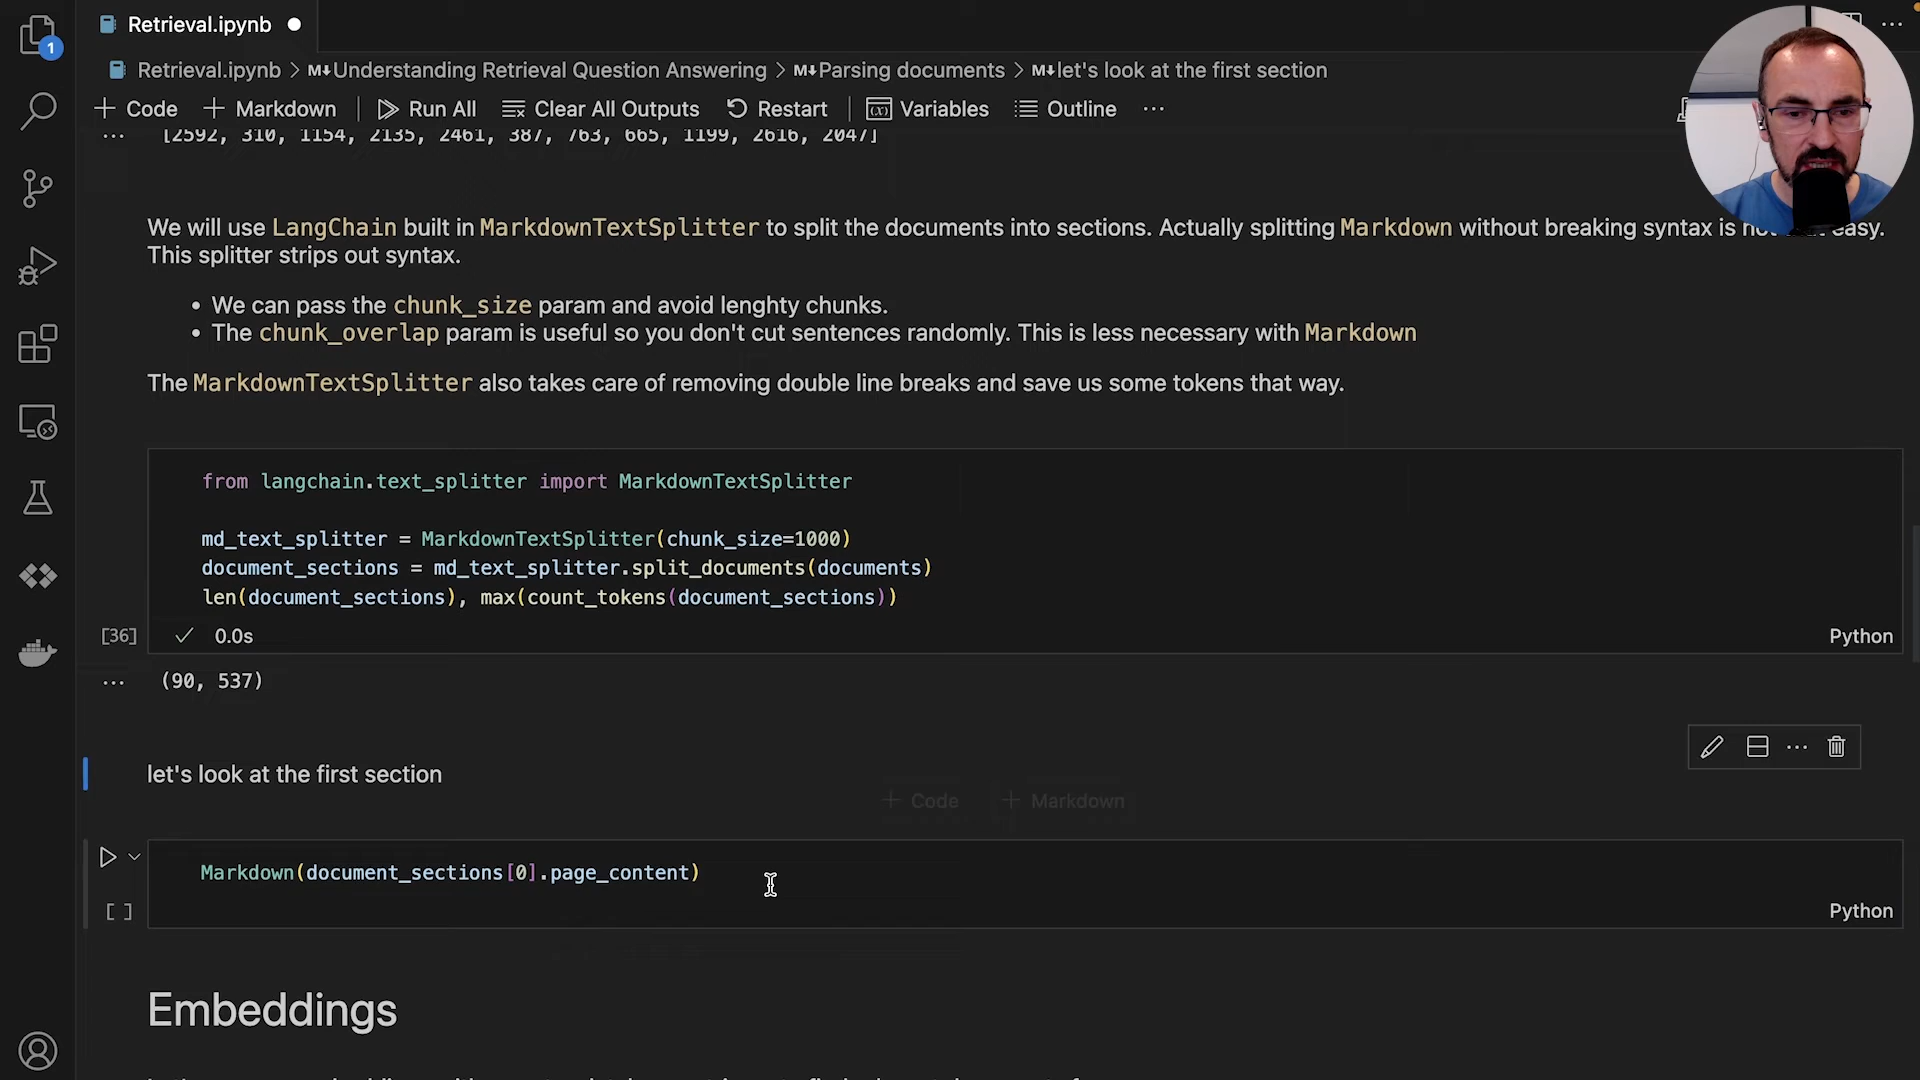 1
Retrieval.ipynb
Retrieval.ipynb > Understanding Retrieval Question Answering > Parsing documents > let's look at the first section
+ Code + Markdown | Run All Clear All Outputs Restart | Variables Outline ...
... [2592, 310, 1154, 2135, 2461, 387, 763, 665, 1199, 2616, 2047]
We will use LangChain built in MarkdownTextSplitter to split the documents into sections. Actually splitting Markdown without breaking syntax is easy.
This splitter strips out syntax.
• We can pass the chunk_size param and avoid lenghty chunks.
• The chunk_overlap param is useful so you don't cut sentences randomly. This is less necessary with Markdown
The MarkdownTextSplitter also takes care of removing double line breaks and save us some tokens that way.
from langchain.text_splitter import MarkdownTextSplitter
md_text_splitter = MarkdownTextSplitter(chunk_size=1000)
document_sections = md_text_splitter.split_documents(documents)
len(document_sections), max(count_tokens(document_sections))
[36] ✓ 0.0s Python
... (90, 537)
let's look at the first section
+ Code + Markdown
Markdown(document_sections[0].page_content)
[ ] Python
Embeddings